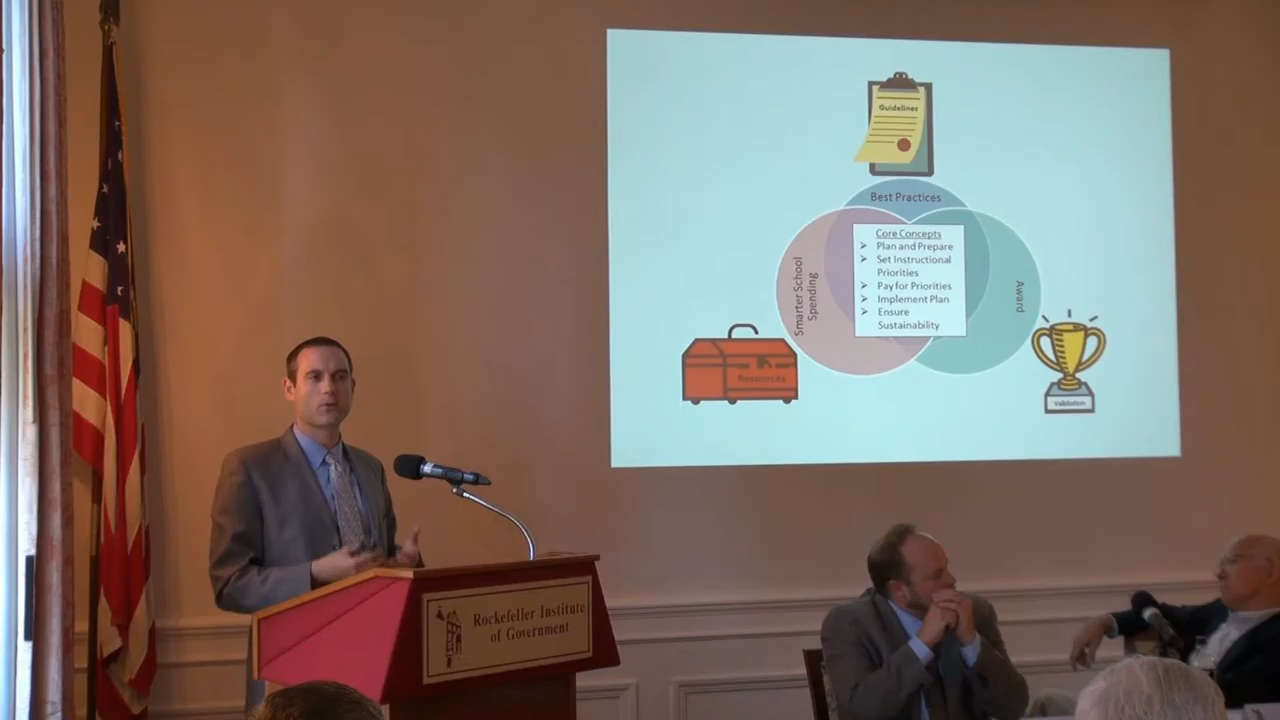 Guidelines
Best Practices
Core Concepts
➢ Plan and Prepare
➢ Set Instructional
Priorities
➢ Pay for Priorities
➢ Implement Plan
➢ Ensure
Sustainability
Smarter School
Spending
Award
Resources
Validation
Rockefeller Institute
of Government